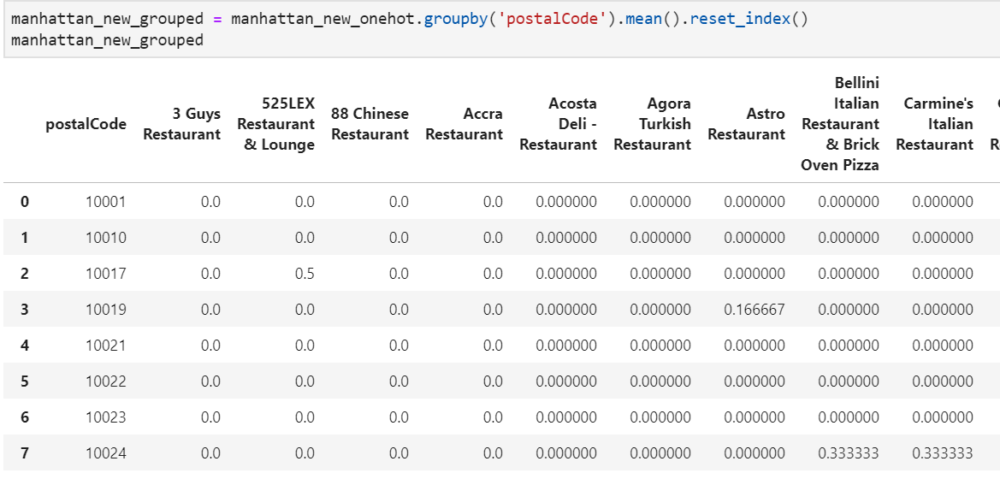 manhattan_new_grouped = manhattan_new_onehot.groupby('postalCode').mean().reset_index()
manhattan_new_grouped
postalCode 3 Guys Restaurant 525LEX Restaurant & Lounge 88 Chinese Restaurant Accra Restaurant Acosta Deli - Restaurant Agora Turkish Restaurant Astro Restaurant Bellini Italian Restaurant & Brick Oven Pizza Carmine's Italian Restaurant
0 10001 0.0 0.0 0.0 0.0 0.000000 0.000000 0.000000 0.000000 0.000000
1 10010 0.0 0.0 0.0 0.0 0.000000 0.000000 0.000000 0.000000 0.000000
2 10017 0.0 0.5 0.0 0.0 0.000000 0.000000 0.000000 0.000000 0.000000
3 10019 0.0 0.0 0.0 0.0 0.000000 0.000000 0.166667 0.000000 0.000000
4 10021 0.0 0.0 0.0 0.0 0.000000 0.000000 0.000000 0.000000 0.000000
5 10022 0.0 0.0 0.0 0.0 0.000000 0.000000 0.000000 0.000000 0.000000
6 10023 0.0 0.0 0.0 0.0 0.000000 0.000000 0.000000 0.000000 0.000000
7 10024 0.0 0.0 0.0 0.0 0.000000 0.000000 0.000000 0.333333 0.333333